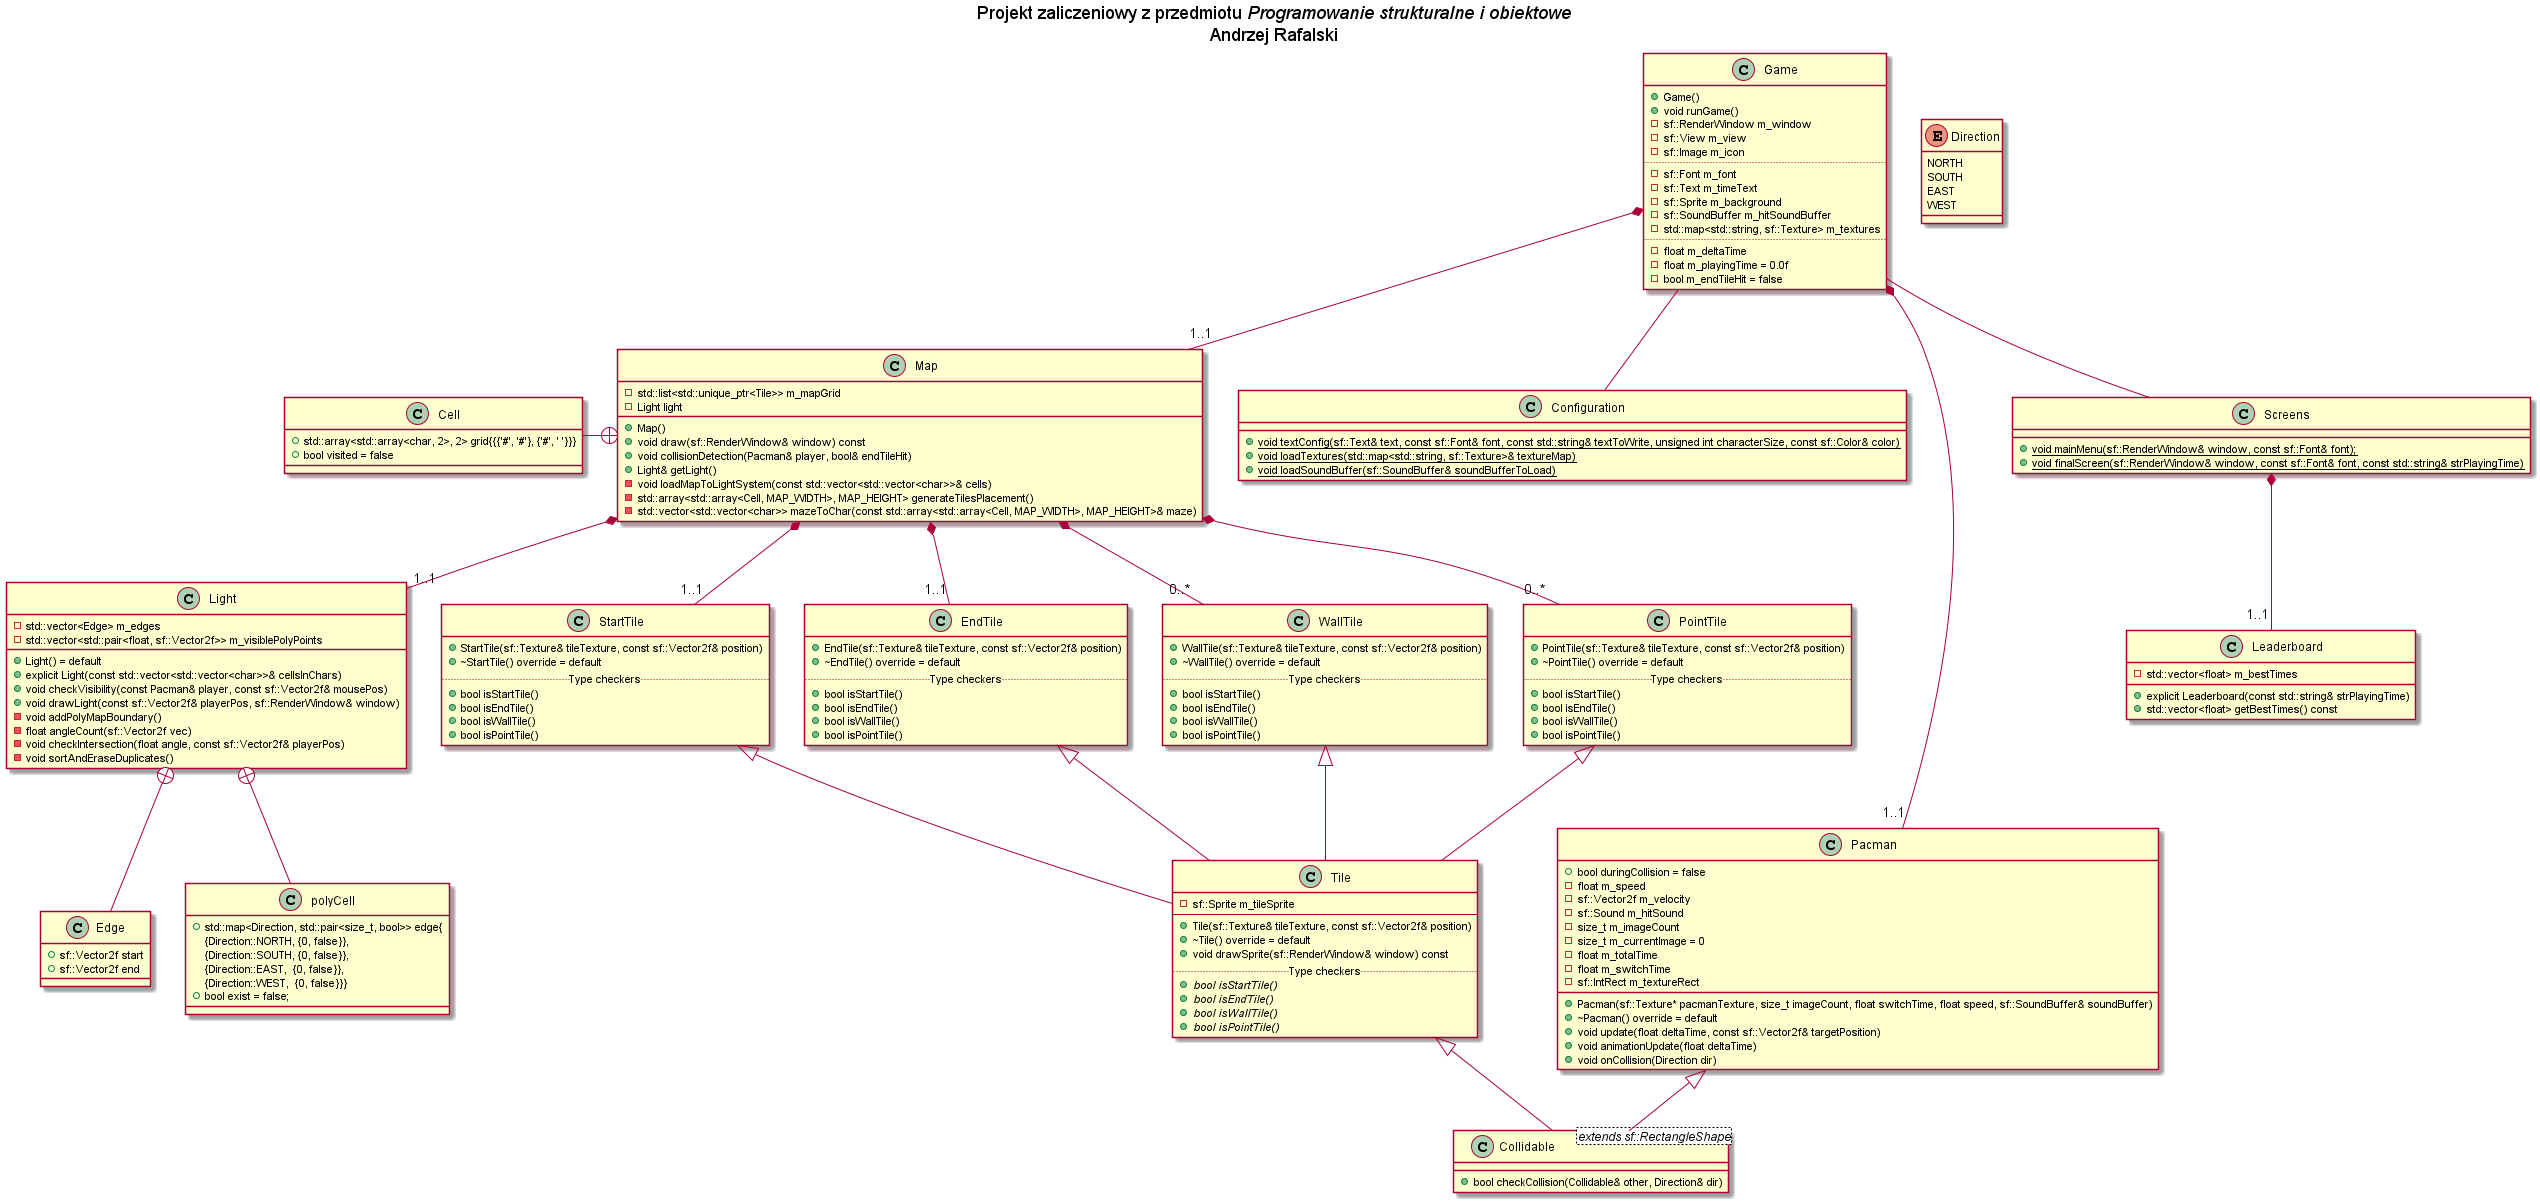 Projekt zaliczeniowy z przedmiotu Programowanie strukturalne i obiektowe
Andrzej Rafalski
C Game
Game()
void runGame()
sf::RenderWindow m_window
sf::View m_view
sf::Image m_icon
sf::Font m_font
sf::Text m_timeText
sf::Sprite m_background
sf::SoundBuffer m_hitSoundBuffer
std::map<std::string, sf::Texture> m_textures
float m_deltaTime
float m_playingTime = 0.0f
bool m_endTileHit = false
E Direction
NORTH
SOUTH
EAST
WEST
1..1
C Map
std::list<std::unique_ptr<Tile>> m_mapGrid
Light light
Map()
void draw(sf::RenderWindow& window) const
void collisionDetection(Pacman& player, bool& endTileHit)
Light& getLight()
void loadMapToLightSystem(const std::vector<std::vector<char>>& cells)
std::array<std::array<Cell, MAP_WIDTH>, MAP_HEIGHT> generateTilesPlacement()
std::vector<std::vector<char>> mazeToChar(const std::array<std::array<Cell, MAP_WIDTH>, MAP_HEIGHT>& maze)
C Cell
std::array<std::array<char, 2>, 2> grid{{{'#', '#'}, {'#', ' '}}}
bool visited = false
C Configuration
void textConfig(sf::Text& text, const sf::Font& font, const std::string& textToWrite, unsigned int characterSize, const sf::Color& color)
void loadTextures(std::map<std::string, sf::Texture>& textureMap)
void loadSoundBuffer(sf::SoundBuffer& soundBufferToLoad)
C Screens
void mainMenu(sf::RenderWindow& window, const sf::Font& font);
void finalScreen(sf::RenderWindow& window, const sf::Font& font, const std::string& strPlayingTime)
1..1
1..1
1..1
0..*
0..*
1..1
C Light
std::vector<Edge> m_edges
std::vector<std::pair<float, sf::Vector2f>> m_visiblePolyPoints
Light() = default
explicit Light(const std::vector<std::vector<char>>& cellsInChars)
void checkVisibility(const Pacman& player, const sf::Vector2f& mousePos)
void drawLight(const sf::Vector2f& playerPos, sf::RenderWindow& window)
void addPolyMapBoundary()
float angleCount(sf::Vector2f vec)
void checkIntersection(float angle, const sf::Vector2f& playerPos)
void sortAndEraseDuplicates()
C StartTile
StartTile(sf::Texture& tileTexture, const sf::Vector2f& position)
~StartTile() override = default
Type checkers
bool isStartTile()
bool isEndTile()
bool isWallTile()
bool isPointTile()
C EndTile
EndTile(sf::Texture& tileTexture, const sf::Vector2f& position)
~EndTile() override = default
Type checkers
bool isStartTile()
bool isEndTile()
bool isWallTile()
bool isPointTile()
C WallTile
WallTile(sf::Texture& tileTexture, const sf::Vector2f& position)
~WallTile() override = default
Type checkers
bool isStartTile()
bool isEndTile()
bool isWallTile()
bool isPointTile()
C PointTile
PointTile(sf::Texture& tileTexture, const sf::Vector2f& position)
~PointTile() override = default
Type checkers
bool isStartTile()
bool isEndTile()
bool isWallTile()
bool isPointTile()
C Leaderboard
std::vector<float> m_bestTimes
explicit Leaderboard(const std::string& strPlayingTime)
std::vector<float> getBestTimes() const
1..1
C Edge
sf::Vector2f start
sf::Vector2f end
C polyCell
std::map<Direction, std::pair<size_t, bool>> edge{
{Direction::NORTH, {0, false}},
{Direction::SOUTH, {0, false}},
{Direction::EAST, {0, false}},
{Direction::WEST, {0, false}}}
bool exist = false;
C Tile
sf::Sprite m_tileSprite
Tile(sf::Texture& tileTexture, const sf::Vector2f& position)
~Tile() override = default
void drawSprite(sf::RenderWindow& window) const
Type checkers
bool isStartTile()
bool isEndTile()
bool isWallTile()
bool isPointTile()
C Pacman
bool duringCollision = false
float m_speed
sf::Vector2f m_velocity
sf::Sound m_hitSound
size_t m_imageCount
size_t m_currentImage = 0
float m_totalTime
float m_switchTime
sf::IntRect m_textureRect
Pacman(sf::Texture* pacmanTexture, size_t imageCount, float switchTime, float speed, sf::SoundBuffer& soundBuffer)
~Pacman() override = default
void update(float deltaTime, const sf::Vector2f& targetPosition)
void animationUpdate(float deltaTime)
void onCollision(Direction dir)
C Collidable
extends sf::RectangleShape
bool checkCollision(Collidable& other, Direction& dir)